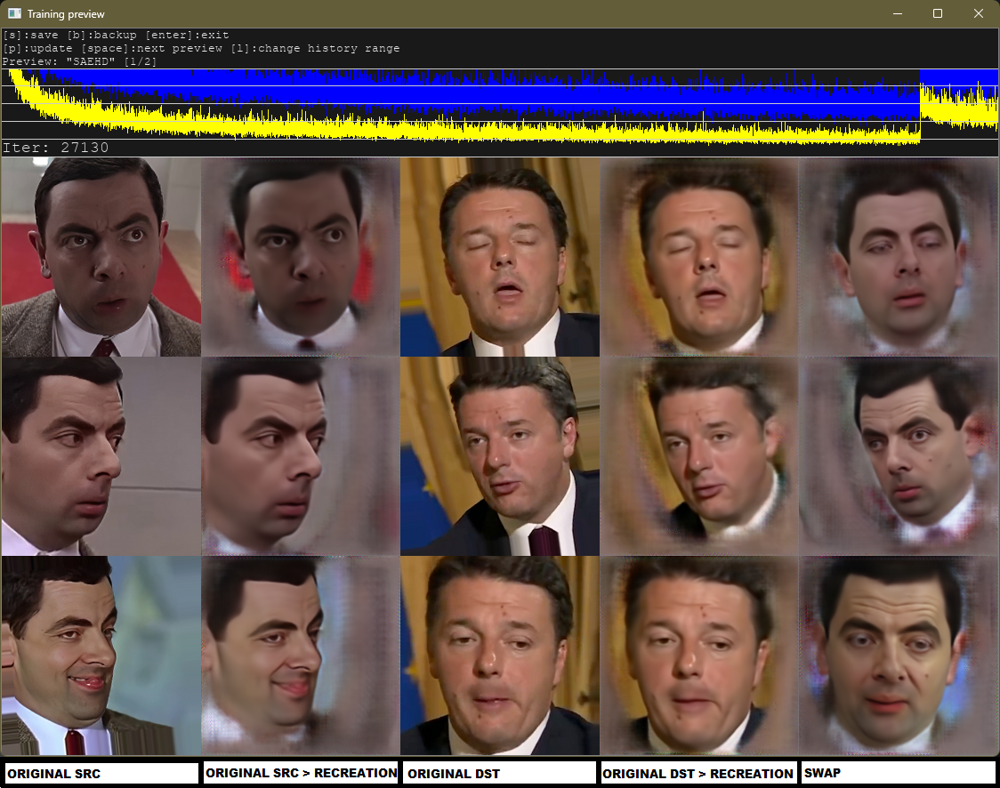 Training preview
[s]:save [b]:backup [enter]:exit
[p]:update [space]:next preview [l]:change history range
Preview: "SAEHD" [1/2]
Iter: 27130
ORIGINAL SRC
ORIGINAL SRC > RECREATION
ORIGINAL DST
ORIGINAL DST > RECREATION
SWAP